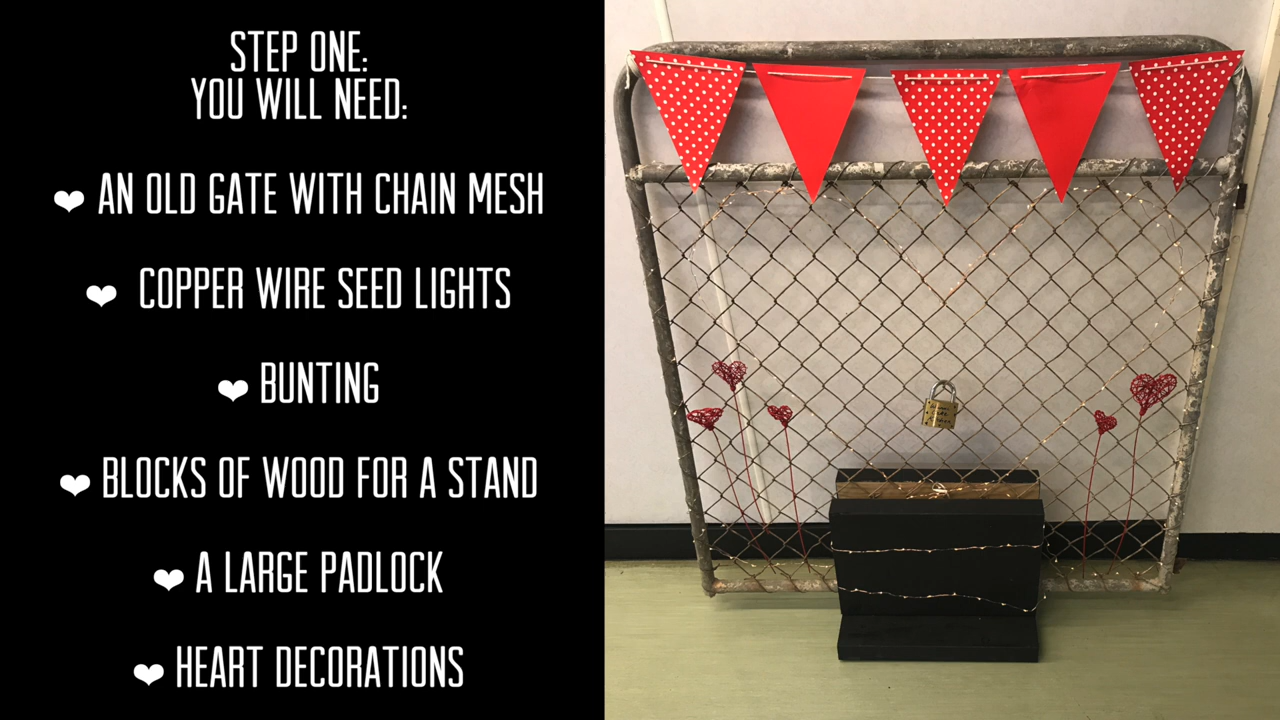 STEP ONE:
YOU WILL NEED:
❤ AN OLD GATE WITH CHAIN MESH
❤ COPPER WIRE SEED LIGHTS
❤ BUNTING
❤ BLOCKS OF WOOD FOR A STAND
❤ A LARGE PADLOCK
❤ HEART DECORATIONS